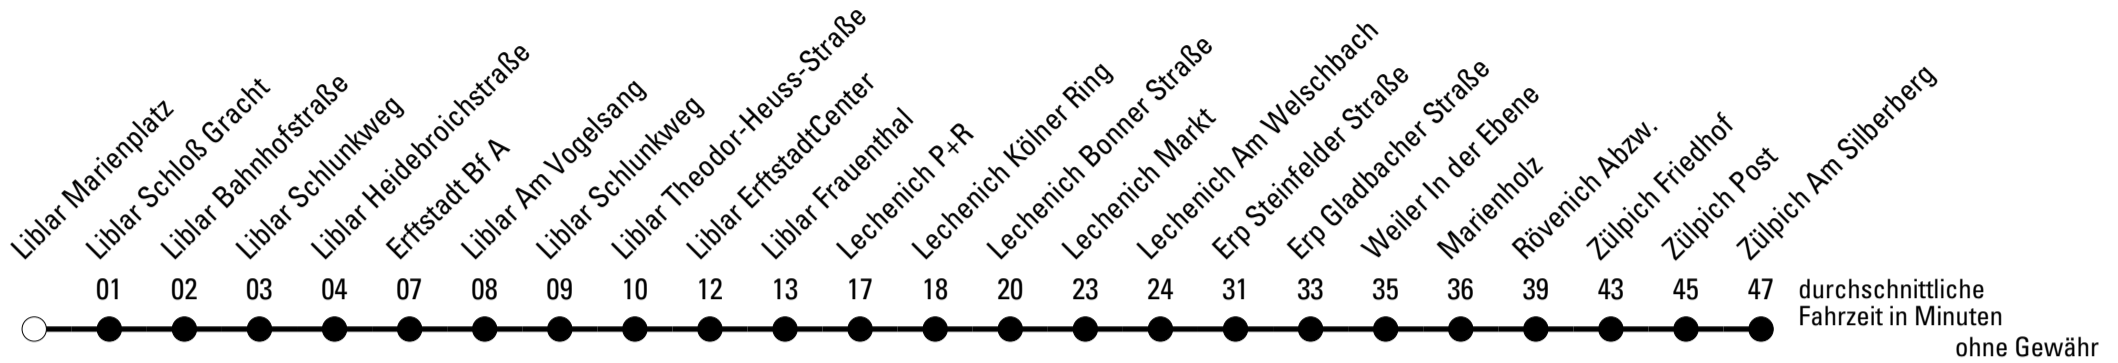 Liblar Marienplatz
Liblar Schloß Gracht
Liblar Bahnhofstraße
Liblar Schlunkweg
Liblar Heidebroichstraße
Erftstadt Bf A
Liblar Am Vogelsang
Liblar Schlunkweg
Liblar Theodor-Heuss-Straße
Liblar ErftstadtCenter
Liblar Frauenthal
Lechenich P+R
Lechenich Kölner Ring
Lechenich Bonner Straße
Lechenich Markt
Lechenich Am Welschbach
Erp Steinfelder Straße
Erp Gladbacher Straße
Weiler In der Ebene
Marienholz
Rövenich Abzw.
Zülpich Friedhof
Zülpich Post
Zülpich Am Silberberg
01 02 03 04 07 08 09 10 12 13 17 18 20 23 24 31 33 35 36 39 43 45 47
durchschnittliche
Fahrzeit in Minuten
ohne Gewähr